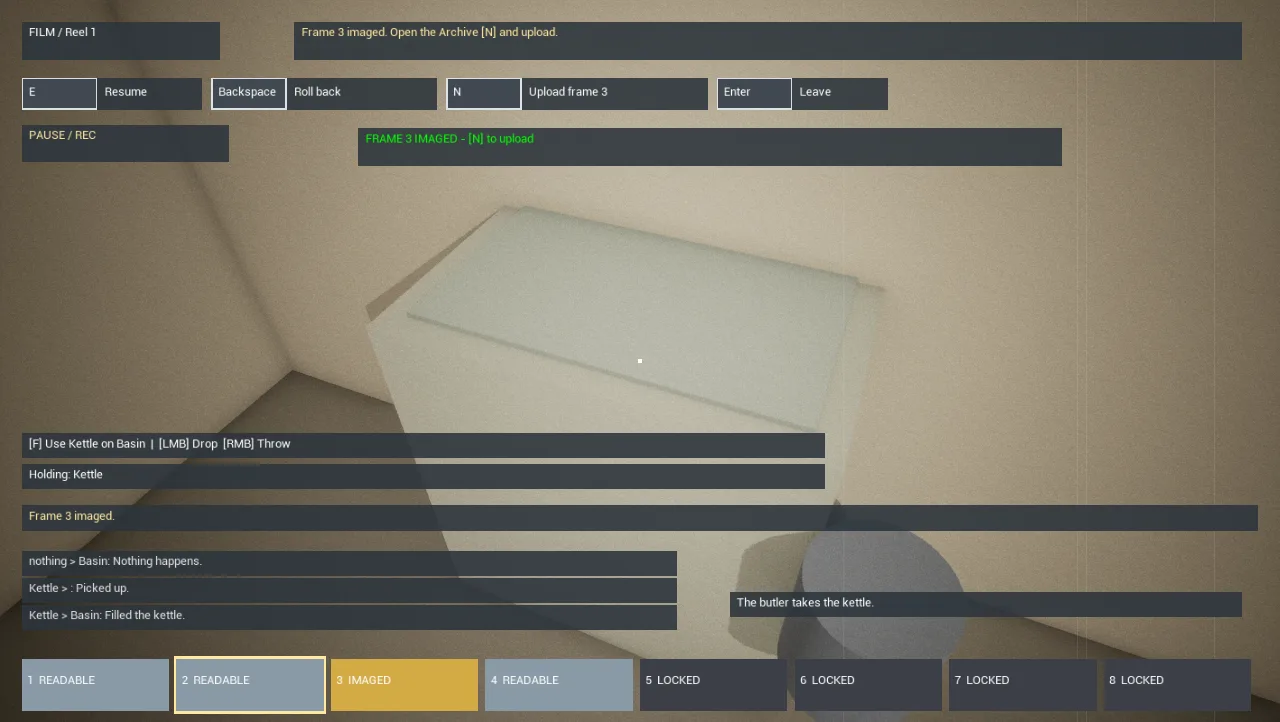 FILM / Reel 1
Frame 3 imaged. Open the Archive [N] and upload.
E Resume Backspace Roll back N Upload frame 3 Enter Leave
PAUSE / REC
FRAME 3 IMAGED - [N] to upload
[F] Use Kettle on Basin | [LMB] Drop [RMB] Throw
Holding: Kettle
Frame 3 imaged.
nothing > Basin: Nothing happens.
Kettle > : Picked up.
The butler takes the kettle.
Kettle > Basin: Filled the kettle.
1 READABLE 2 READABLE 3 IMAGED 4 READABLE 5 LOCKED 6 LOCKED 7 LOCKED 8 LOCKED